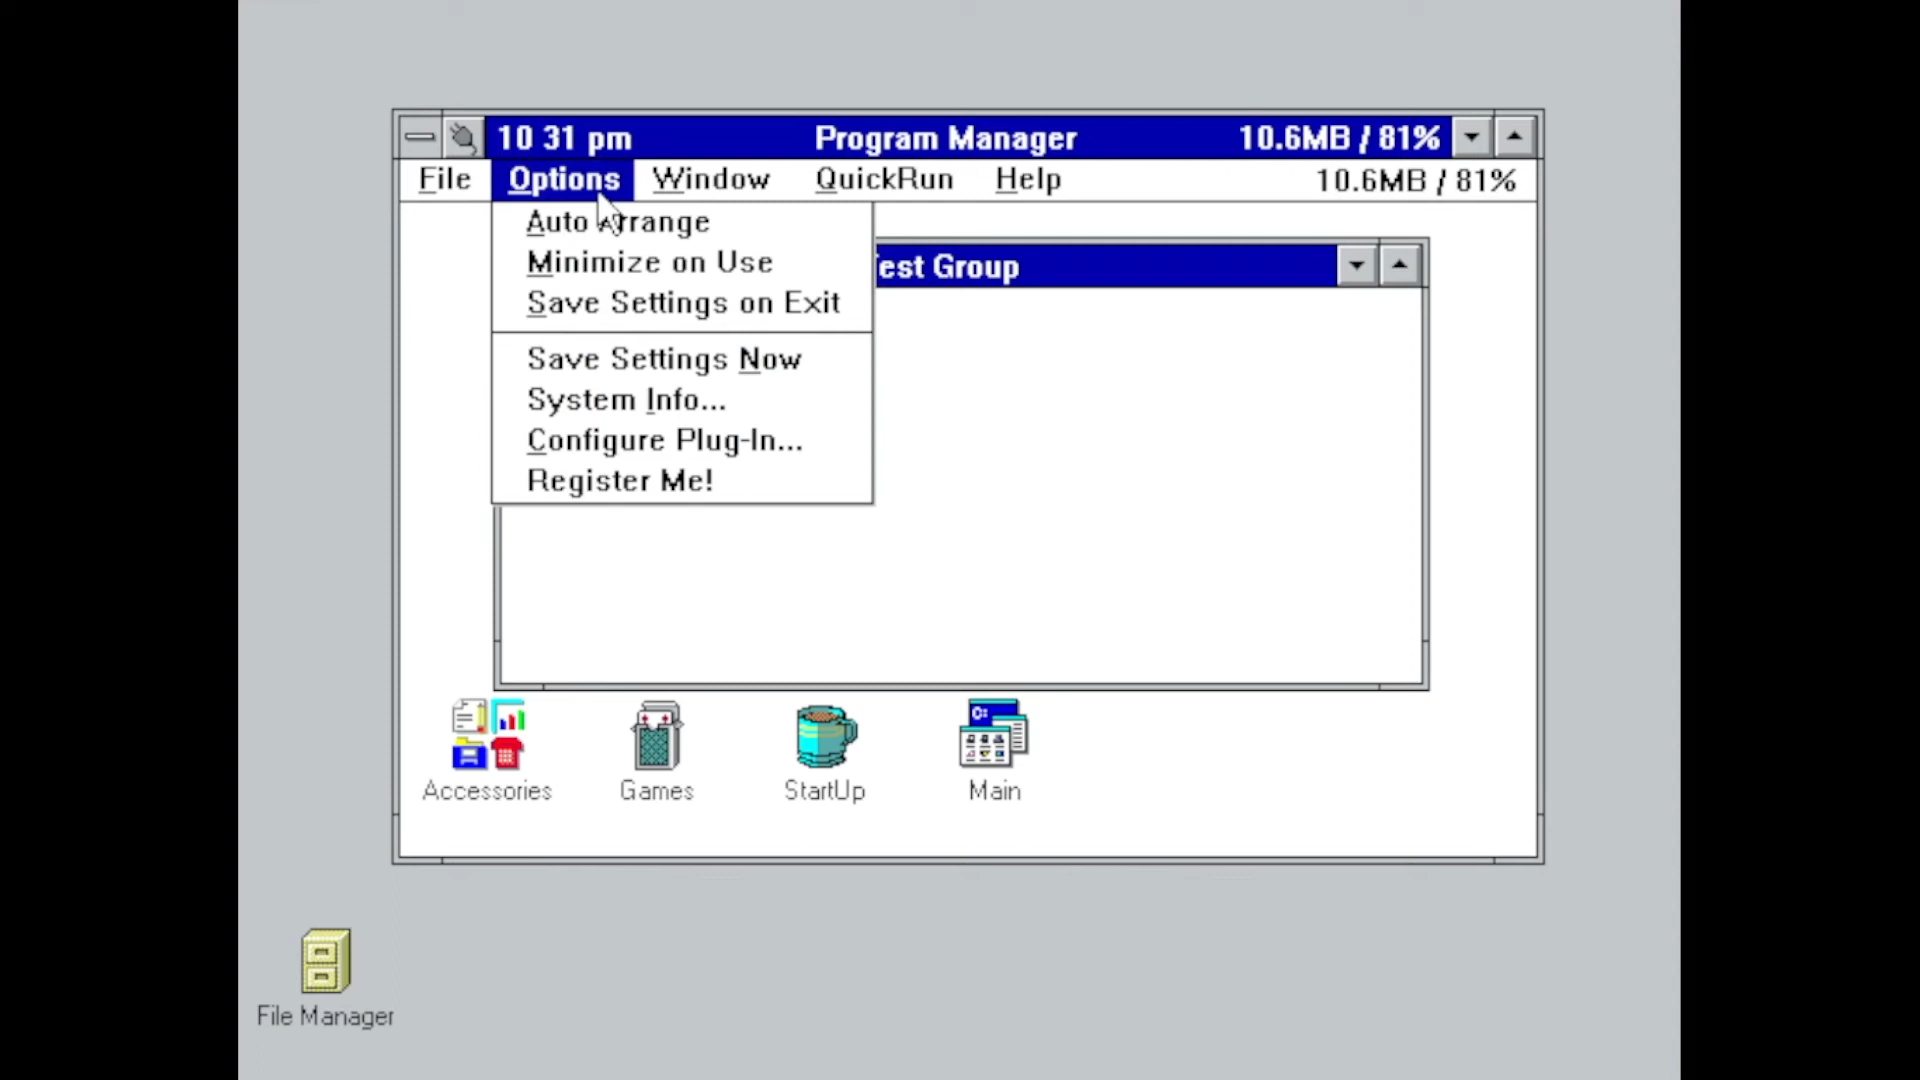 10 31 pm Program Manager 10.6MB / 81%
File Options Window QuickRun Help 10.6MB / 81%
Auto Arrange
Minimize on Use
Save Settings on Exit
Save Settings Now
System Info...
Configure Plug-In...
Register Me!
Test Group
C:
Accessories Games StartUp Main
File Manager